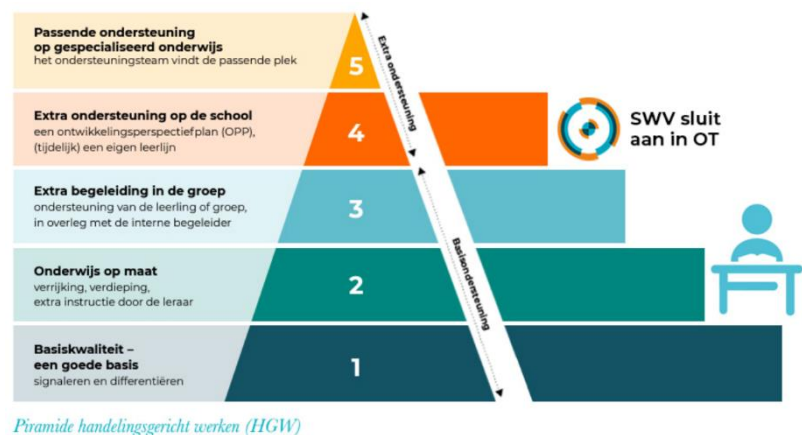 Passende ondersteuning
op gespecialiseerd onderwijs
het ondersteuningsteam vindt de passende plek
5
Extra ondersteuning
Extra ondersteuning op de school
een ontwikkelingsperspectiefplan (OPP),
(tijdelijk) een eigen leerlijn
4
SWV sluit
aan in OT
Extra begeleiding in de groep
ondersteuning van de leerling of groep,
in overleg met de interne begeleider
3
Basisondersteuning
Onderwijs op maat
verrijking, verdieping,
extra instructie door de leraar
2
Basiskwaliteit –
een goede basis
signaleren en differentiëren
1
Piramide handelingsgericht werken (HGW)